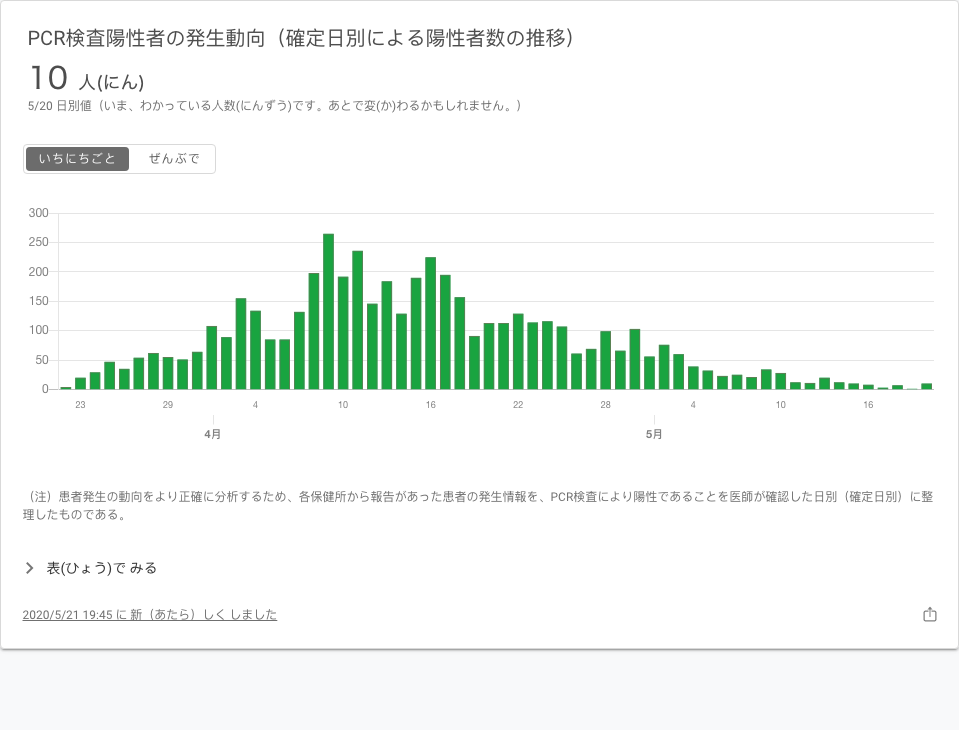 PCR検査陽性者の発生動向（確定日別による陽性者数の推移）
10 人(にん)
5/20 日別値（いま、わかっている人数(にんずう)です。あとで変(か)わるかもしれません。）
いちにちごと ぜんぶで
300
250
200
150
100
50
0
23 29 4 10 16 22 28 4 10 16
4月 5月
（注）患者発生の動向をより正確に分析するため、各保健所から報告があった患者の発生情報を、PCR検査により陽性であることを医師が確認した日別（確定日別）に整
理したものである。
表(ひょう)で みる
2020/5/21 19:45 に 新（あたら）しく しました